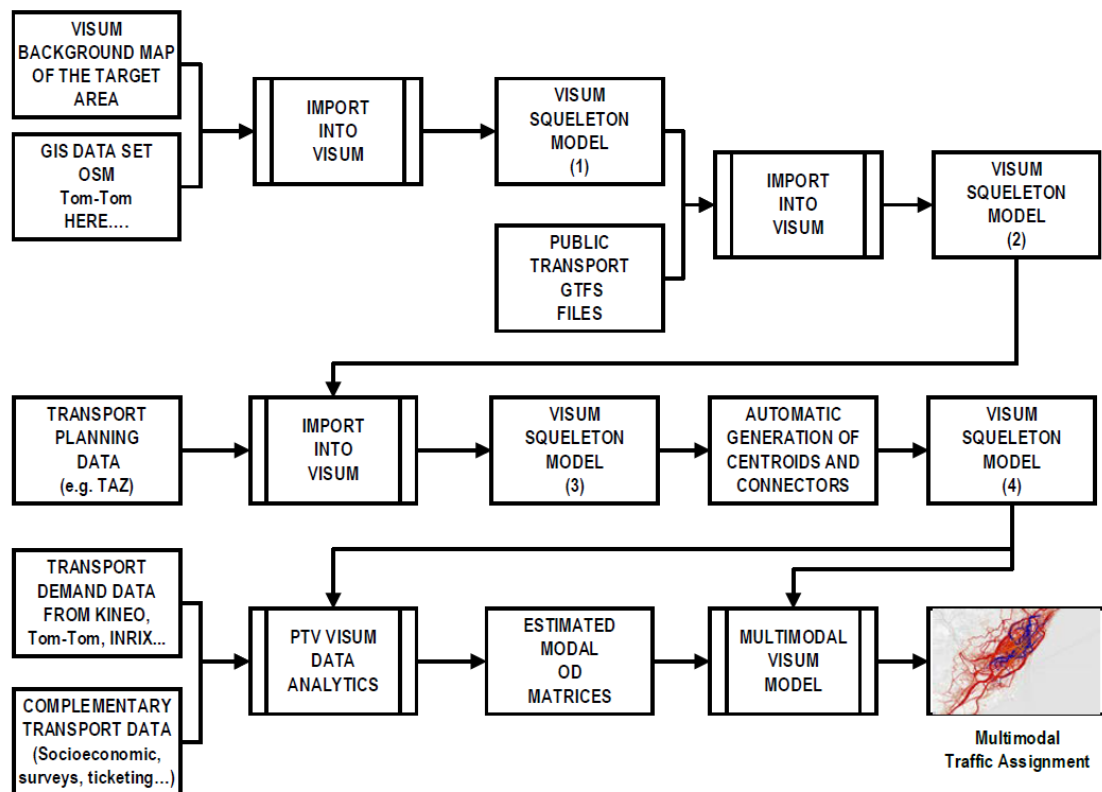 VISUM
BACKGROUND MAP
OF THE TARGET
AREA
GIS DATA SET
OSM
Tom-Tom
HERE....
IMPORT
INTO
VISUM
VISUM
SQUELETON
MODEL
(1)
PUBLIC
TRANSPORT
GTFS
FILES
IMPORT
INTO
VISUM
VISUM
SQUELETON
MODEL
(2)
TRANSPORT
PLANNING
DATA
(e.g. TAZ)
IMPORT
INTO
VISUM
VISUM
SQUELETON
MODEL
(3)
AUTOMATIC
GENERATION OF
CENTROIDS AND
CONNECTORS
VISUM
SQUELETON
MODEL
(4)
TRANSPORT
DEMAND DATA
FROM KINEO,
Tom-Tom, INRIX...
COMPLEMENTARY
TRANSPORT DATA
(Socioeconomic,
surveys, ticketing...)
PTV VISUM
DATA
ANALYTICS
ESTIMATED
MODAL
OD
MATRICES
MULTIMODAL
VISUM
MODEL
Multimodal
Traffic Assignment